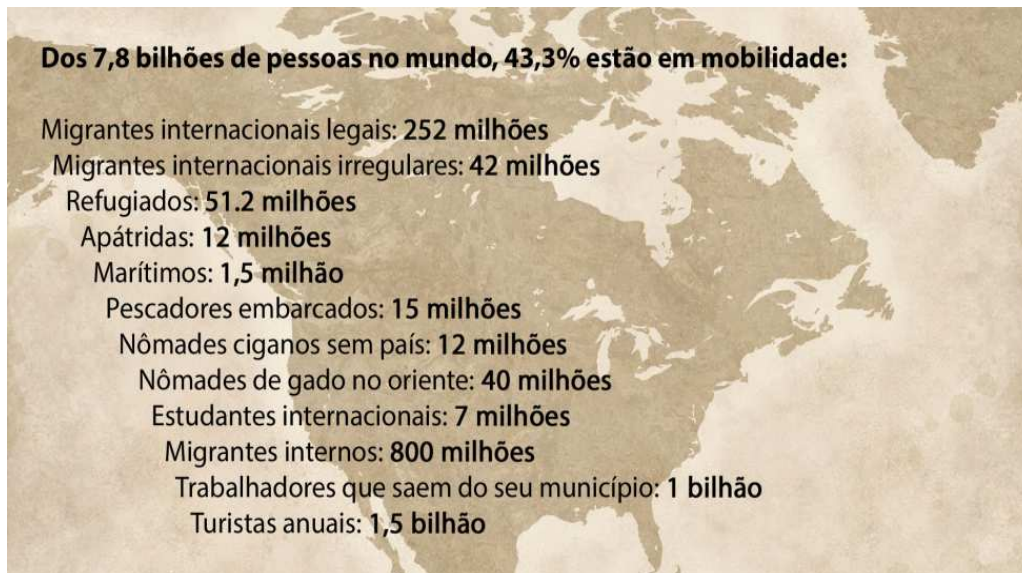 Dos 7,8 bilhões de pessoas no mundo, 43,3% estão em mobilidade:
Migrantes internacionais legais: 252 milhões
Migrantes internacionais irregulares: 42 milhões
Refugiados: 51.2 milhões
Apátridas: 12 milhões
Marítimos: 1,5 milhão
Pescadores embarcados: 15 milhões
Nômades ciganos sem país: 12 milhões
Nômades de gado no oriente: 40 milhões
Estudantes internacionais: 7 milhões
Migrantes internos: 800 milhões
Trabalhadores que saem do seu município: 1 bilhão
Turistas anuais: 1,5 bilhão